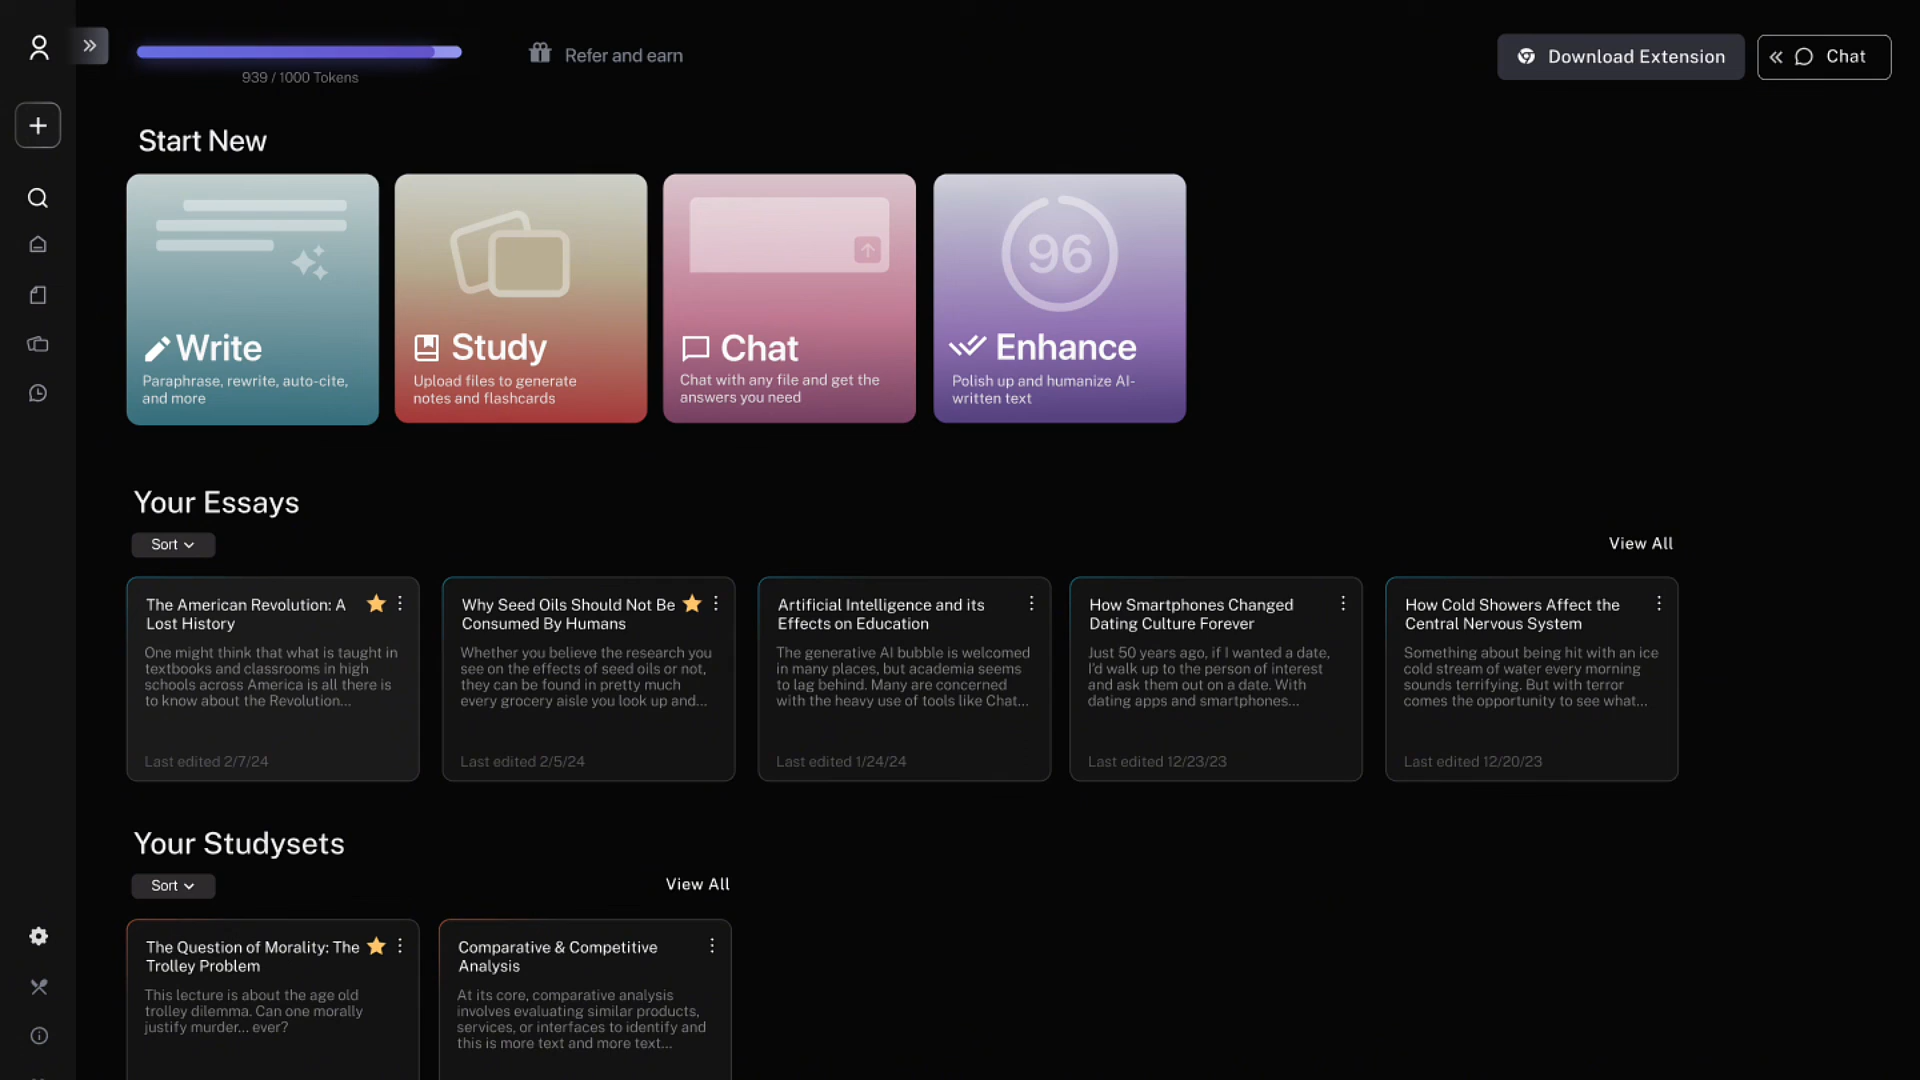 939 / 1000 Tokens
Refer and earn
Download Extension
Chat
Start New
96
Write
Paraphrase, rewrite, auto-cite,
and more
Study
Upload files to generate
notes and flashcards
Chat
Chat with any file and get the
answers you need
Enhance
Polish up and humanize AI-
written text
Your Essays
Sort
View All
The American Revolution: A
Lost History
One might think that what is taught in
textbooks and classrooms in high
schools across America is all there is
to know about the Revolution...
Last edited 2/7/24
Why Seed Oils Should Not Be
Consumed By Humans
Whether you believe the research you
see on the effects of seed oils or not,
they can be found in pretty much
every grocery aisle you look up and...
Last edited 2/5/24
Artificial Intelligence and its
Effects on Education
The generative AI bubble is welcomed
in many places, but academia seems
to lag behind. Many are concerned
with the heavy use of tools like Chat...
Last edited 1/24/24
How Smartphones Changed
Dating Culture Forever
Just 50 years ago, if I wanted a date,
I'd walk up to the person of interest
and ask them out on a date. With
dating apps and smartphones...
Last edited 12/23/23
How Cold Showers Affect the
Central Nervous System
Something about being hit with an ice
cold stream of water every morning
sounds terrifying. But with terror
comes the opportunity to see what...
Last edited 12/20/23
Your Studysets
Sort
View All
The Question of Morality: The
Trolley Problem
This lecture is about the age old
trolley dilemma. Can one morally
justify murder... ever?
Comparative & Competitive
Analysis
At its core, comparative analysis
involves evaluating similar products,
services, or interfaces to identify and
this is more text and more text...